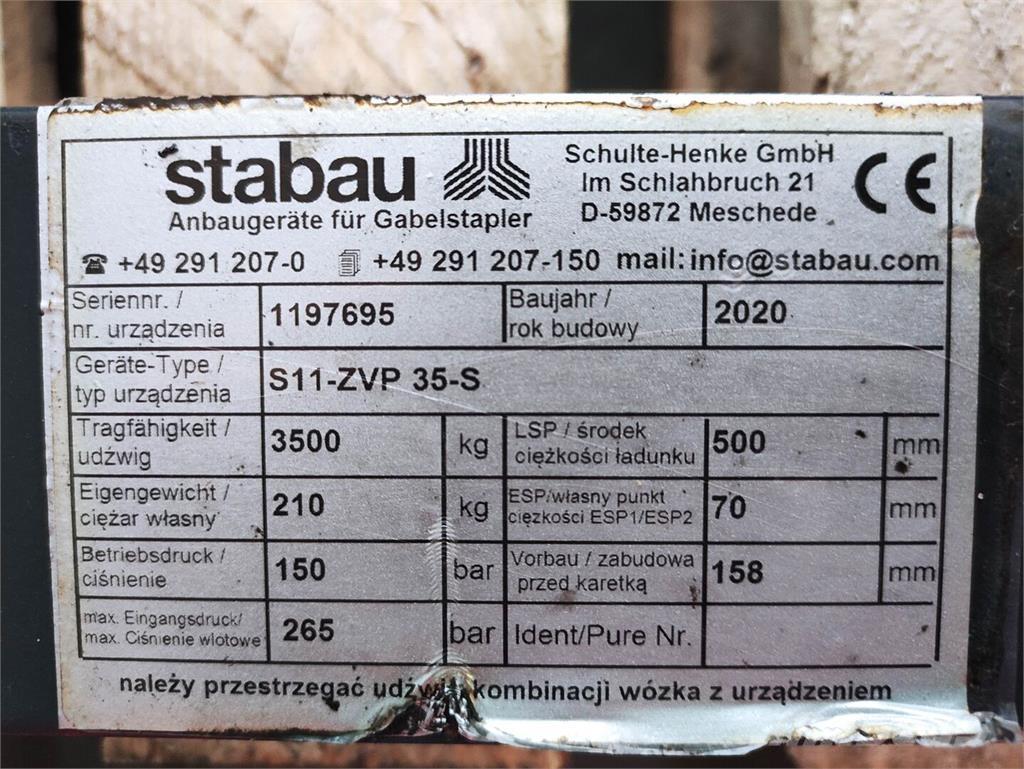 stabau
Anbaugeräte für Gabelstapler
Schulte-Henke GmbH
Im Schlahbruch 21
D-59872 Meschede
CE
+49 291 207-0 +49 291 207-150 mail: info@stabau.com
Seriennr. /
nr. urządzenia
1197695
Baujahr /
rok budowy
2020
Geräte-Type /
typ urządzenia
S11-ZVP 35-S
Tragfähigkeit /
udźwig
3500 kg
LSP / środek
ciężkości ładunku
500 mm
Eigengewicht /
ciężar własny
210 kg
ESP/własny punkt
ciężkości ESP1/ESP2
70 mm
Betriebsdruck /
ciśnienie
150 bar
Vorbau / zabudowa
przed karetką
158 mm
max. Eingangsdruck/
max. Ciśnienie wlotowe
265 bar
Ident/Pure Nr.
należy przestrzegać kombinacji wózka z urządzeniem